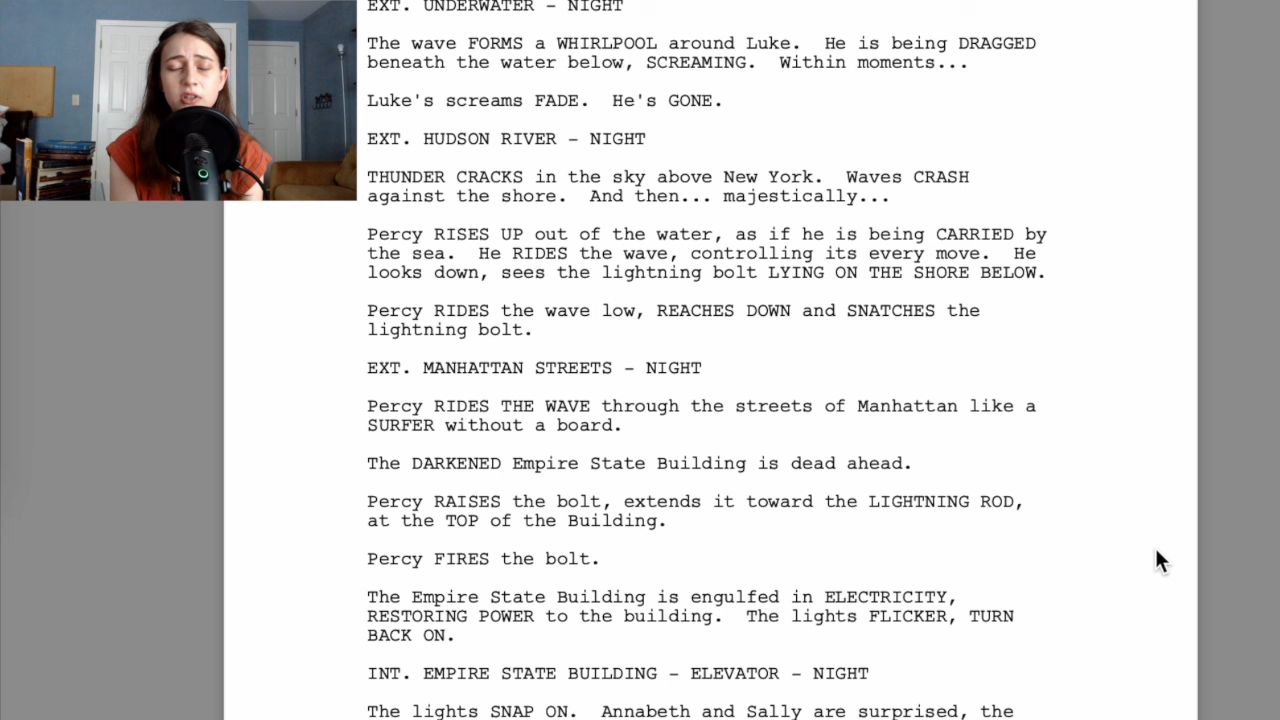 EXT. UNDERWATER - NIGHT
The wave FORMS a WHIRLPOOL around Luke.  He is being DRAGGED
beneath the water below, SCREAMING.  Within moments...
Luke's screams FADE.  He's GONE.
EXT. HUDSON RIVER - NIGHT
THUNDER CRACKS in the sky above New York.  Waves CRASH
against the shore.  And then... majestically...
Percy RISES UP out of the water, as if he is being CARRIED by
the sea.  He RIDES the wave, controlling its every move.  He
looks down, sees the lightning bolt LYING ON THE SHORE BELOW.
Percy RIDES the wave low, REACHES DOWN and SNATCHES the
lightning bolt.
EXT. MANHATTAN STREETS - NIGHT
Percy RIDES THE WAVE through the streets of Manhattan like a
SURFER without a board.
The DARKENED Empire State Building is dead ahead.
Percy RAISES the bolt, extends it toward the LIGHTNING ROD,
at the TOP of the Building.
Percy FIRES the bolt.
The Empire State Building is engulfed in ELECTRICITY,
RESTORING POWER to the building.  The lights FLICKER, TURN
BACK ON.
INT. EMPIRE STATE BUILDING - ELEVATOR - NIGHT
The lights SNAP ON.  Annabeth and Sally are surprised, the